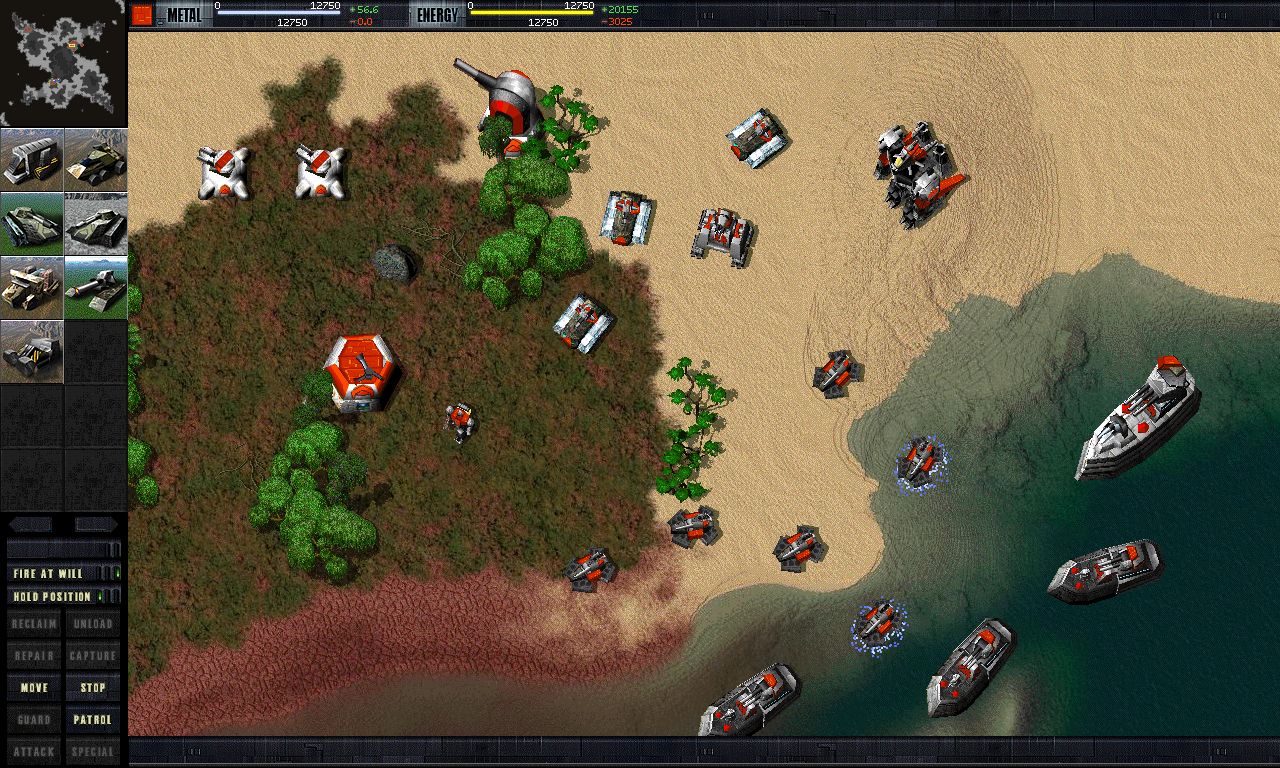 METAL 0 12750 +56.6 ENERGY 0 12750 +20155
12750 -0.0 12750 -3025
FIRE AT WILL
HOLD POSITION
RECLAIM UNLOAD
REPAIR CAPTURE
MOVE STOP
GUARD PATROL
ATTACK SPECIAL